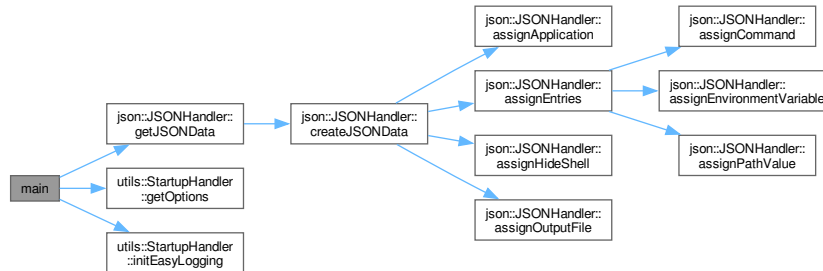 main
json::JSONHandler::
getJSONData
utils::StartupHandler
::getOptions
utils::StartupHandler
::initEasyLogging
json::JSONHandler::
createJSONData
json::JSONHandler::
assignApplication
json::JSONHandler::
assignEntries
json::JSONHandler::
assignHideShell
json::JSONHandler::
assignOutputFile
json::JSONHandler::
assignCommand
json::JSONHandler::
assignEnvironmentVariable
json::JSONHandler::
assignPathValue